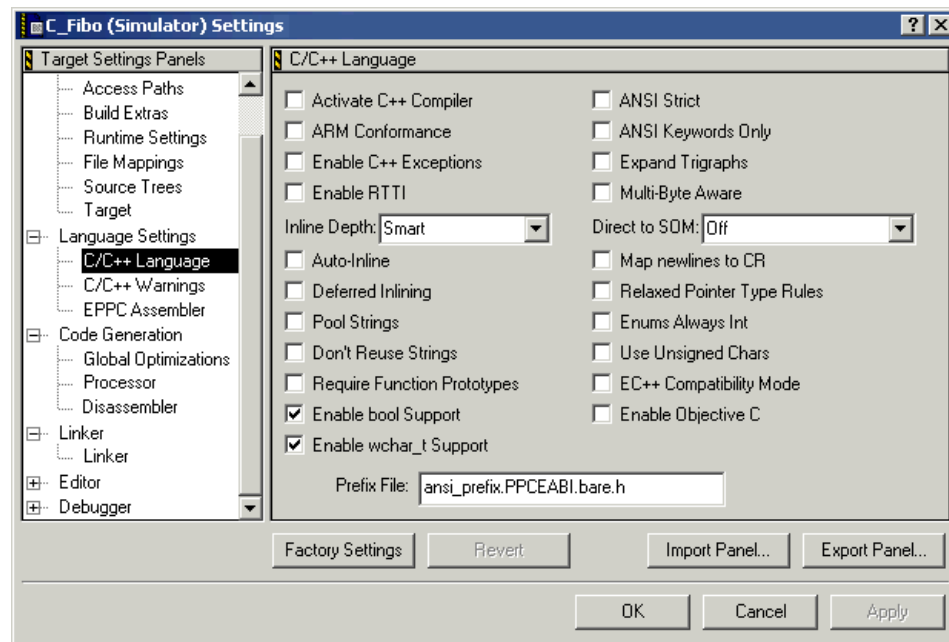 C_Fibo (Simulator) Settings
Target Settings Panels
Access Paths
Build Extras
Runtime Settings
File Mappings
Source Trees
Target
Language Settings
C/C++ Language
C/C++ Warnings
EPPC Assembler
Code Generation
Global Optimizations
Processor
Disassembler
Linker
Linker
Editor
Debugger
C/C++ Language
Activate C++ Compiler
ANSI Strict
ARM Conformance
ANSI Keywords Only
Enable C++ Exceptions
Expand Trigraphs
Enable RTTI
Multi-Byte Aware
Inline Depth: Smart
Direct to SOM: Off
Auto-Inline
Map newlines to CR
Deferred Inlining
Relaxed Pointer Type Rules
Pool Strings
Enums Always Int
Don't Reuse Strings
Use Unsigned Chars
Require Function Prototypes
EC++ Compatibility Mode
Enable bool Support
Enable Objective C
Enable wchar_t Support
Prefix File: ansi_prefix.PPCEABI.bare.h
Factory Settings
Revert
Import Panel...
Export Panel...
OK
Cancel
Apply